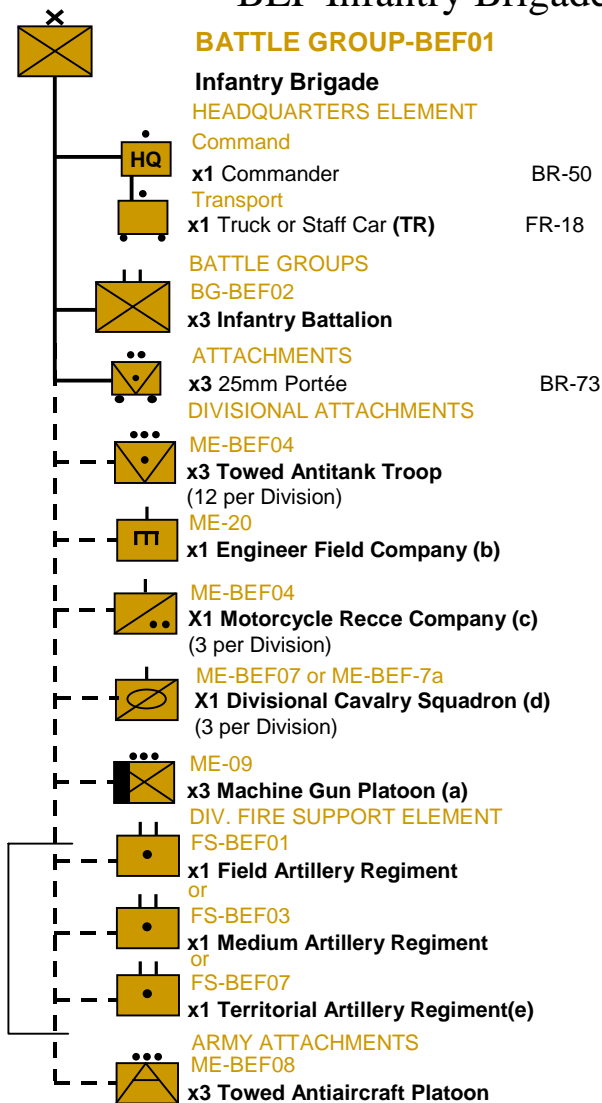 BEF Infantry Brigade
BATTLE GROUP-BEF01
Infantry Brigade
HEADQUARTERS ELEMENT
Command
HQ
x1 Commander BR-50
Transport
x1 Truck or Staff Car (TR) FR-18
BATTLE GROUPS
BG-BEF02
x3 Infantry Battalion
ATTACHMENTS
x3 25mm Portée BR-73
DIVISIONAL ATTACHMENTS
ME-BEF04
x3 Towed Antitank Troop
(12 per Division)
ME-20
x1 Engineer Field Company (b)
ME-BEF04
X1 Motorcycle Recce Company (c)
(3 per Division)
ME-BEF07 or ME-BEF-7a
X1 Divisional Cavalry Squadron (d)
(3 per Division)
ME-09
x3 Machine Gun Platoon (a)
DIV. FIRE SUPPORT ELEMENT
FS-BEF01
x1 Field Artillery Regiment
or
FS-BEF03
x1 Medium Artillery Regiment
or
FS-BEF07
x1 Territorial Artillery Regiment(e)
ARMY ATTACHMENTS
ME-BEF08
x3 Towed Antiaircraft Platoon